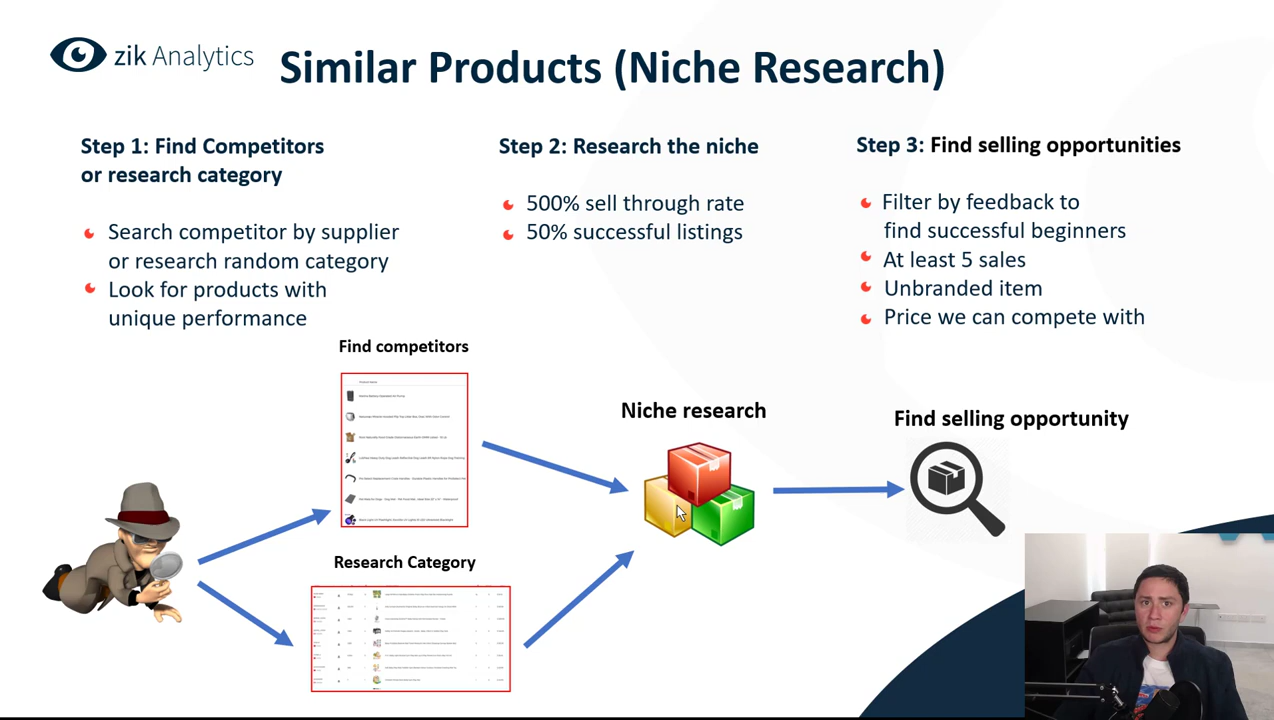 zik Analytics
Similar Products (Niche Research)
Step 1: Find Competitors
or research category
Search competitor by supplier
or research random category
Look for products with
unique performance
Step 2: Research the niche
500% sell through rate
50% successful listings
Step 3: Find selling opportunities
Filter by feedback to
find successful beginners
At least 5 sales
Unbranded item
Price we can compete with
Find competitors
Niche research
Find selling opportunity
Research Category